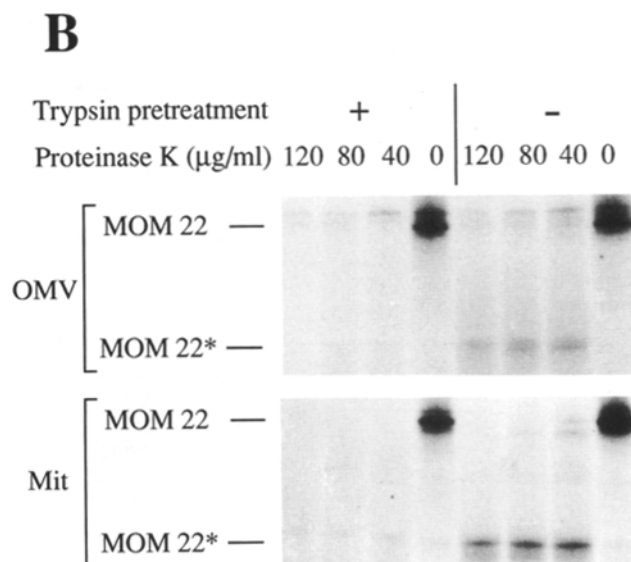 B
Trypsin pretreatment + −
Proteinase K (μg/ml) 120 80 40 0 120 80 40 0
MOM 22
OMV
MOM 22*
MOM 22
Mit
MOM 22*